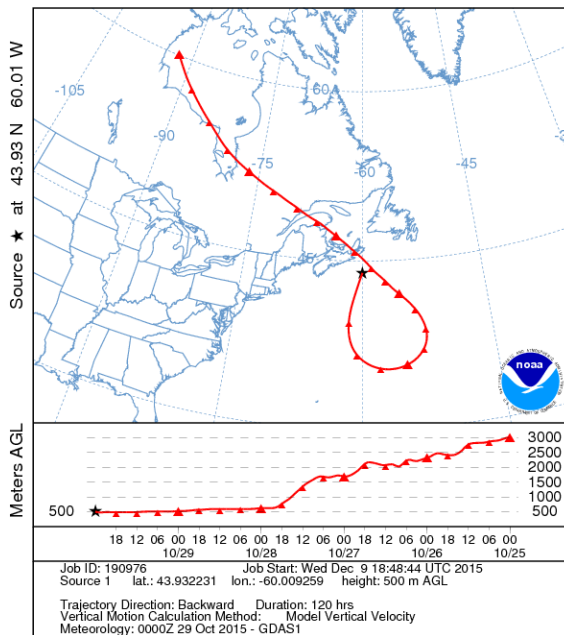 Source ★ at 43.93 N 60.01 W
-105
-90
-75
-60
-45
60
noaa
Meters AGL
500
3000
2500
2000
1500
1000
500
18 12 06 00 18 12 06 00 18 12 06 00 18 12 06 00 18 12 06 00
10/29 10/28 10/27 10/26 10/25
Job ID: 190976 Job Start: Wed Dec 9 18:48:44 UTC 2015
Source 1 lat.: 43.932231 lon.: -60.009259 height: 500 m AGL
Trajectory Direction: Backward Duration: 120 hrs
Vertical Motion Calculation Method: Model Vertical Velocity
Meteorology: 0000Z 29 Oct 2015 - GDAS1